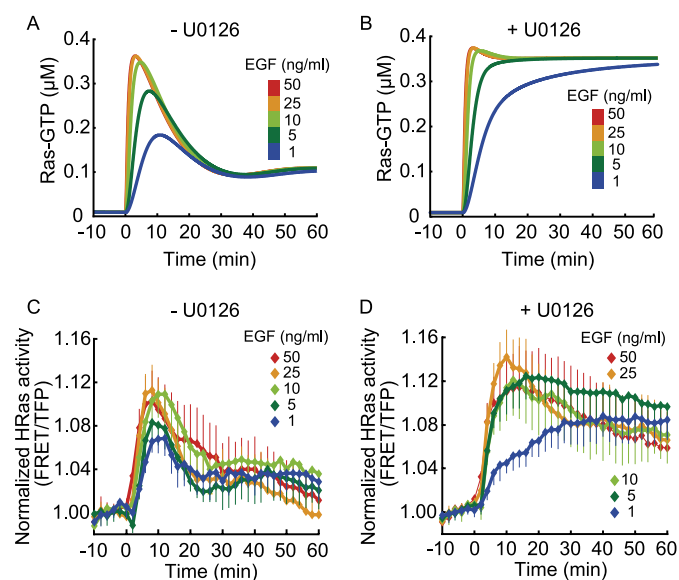 A
- U0126
Ras-GTP (μM)
0.4
0.3
0.2
0.1
0
EGF (ng/ml)
50
25
10
5
1
-10 0 10 20 30 40 50 60
Time (min)
B
+ U0126
Ras-GTP (μM)
0.4
0.3
0.2
0.1
0
EGF (ng/ml)
50
25
10
5
1
-10 0 10 20 30 40 50 60
Time (min)
C
- U0126
Normalized HRas activity
(FRET/TFP)
1.16
1.12
1.08
1.04
1.00
EGF (ng/ml)
50
25
10
5
1
-10 0 10 20 30 40 50 60
Time (min)
D
+ U0126
Normalized HRas activity
(FRET/TFP)
1.16
1.12
1.08
1.04
1.00
EGF (ng/ml)
50
25
10
5
1
-10 0 10 20 30 40 50 60
Time (min)